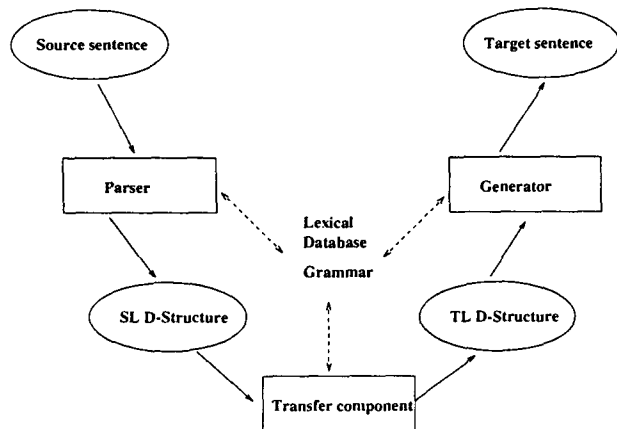 Source sentence
Target sentence
Parser
Generator
Lexical
Database
Grammar
SL D-Structure
TL D-Structure
Transfer component